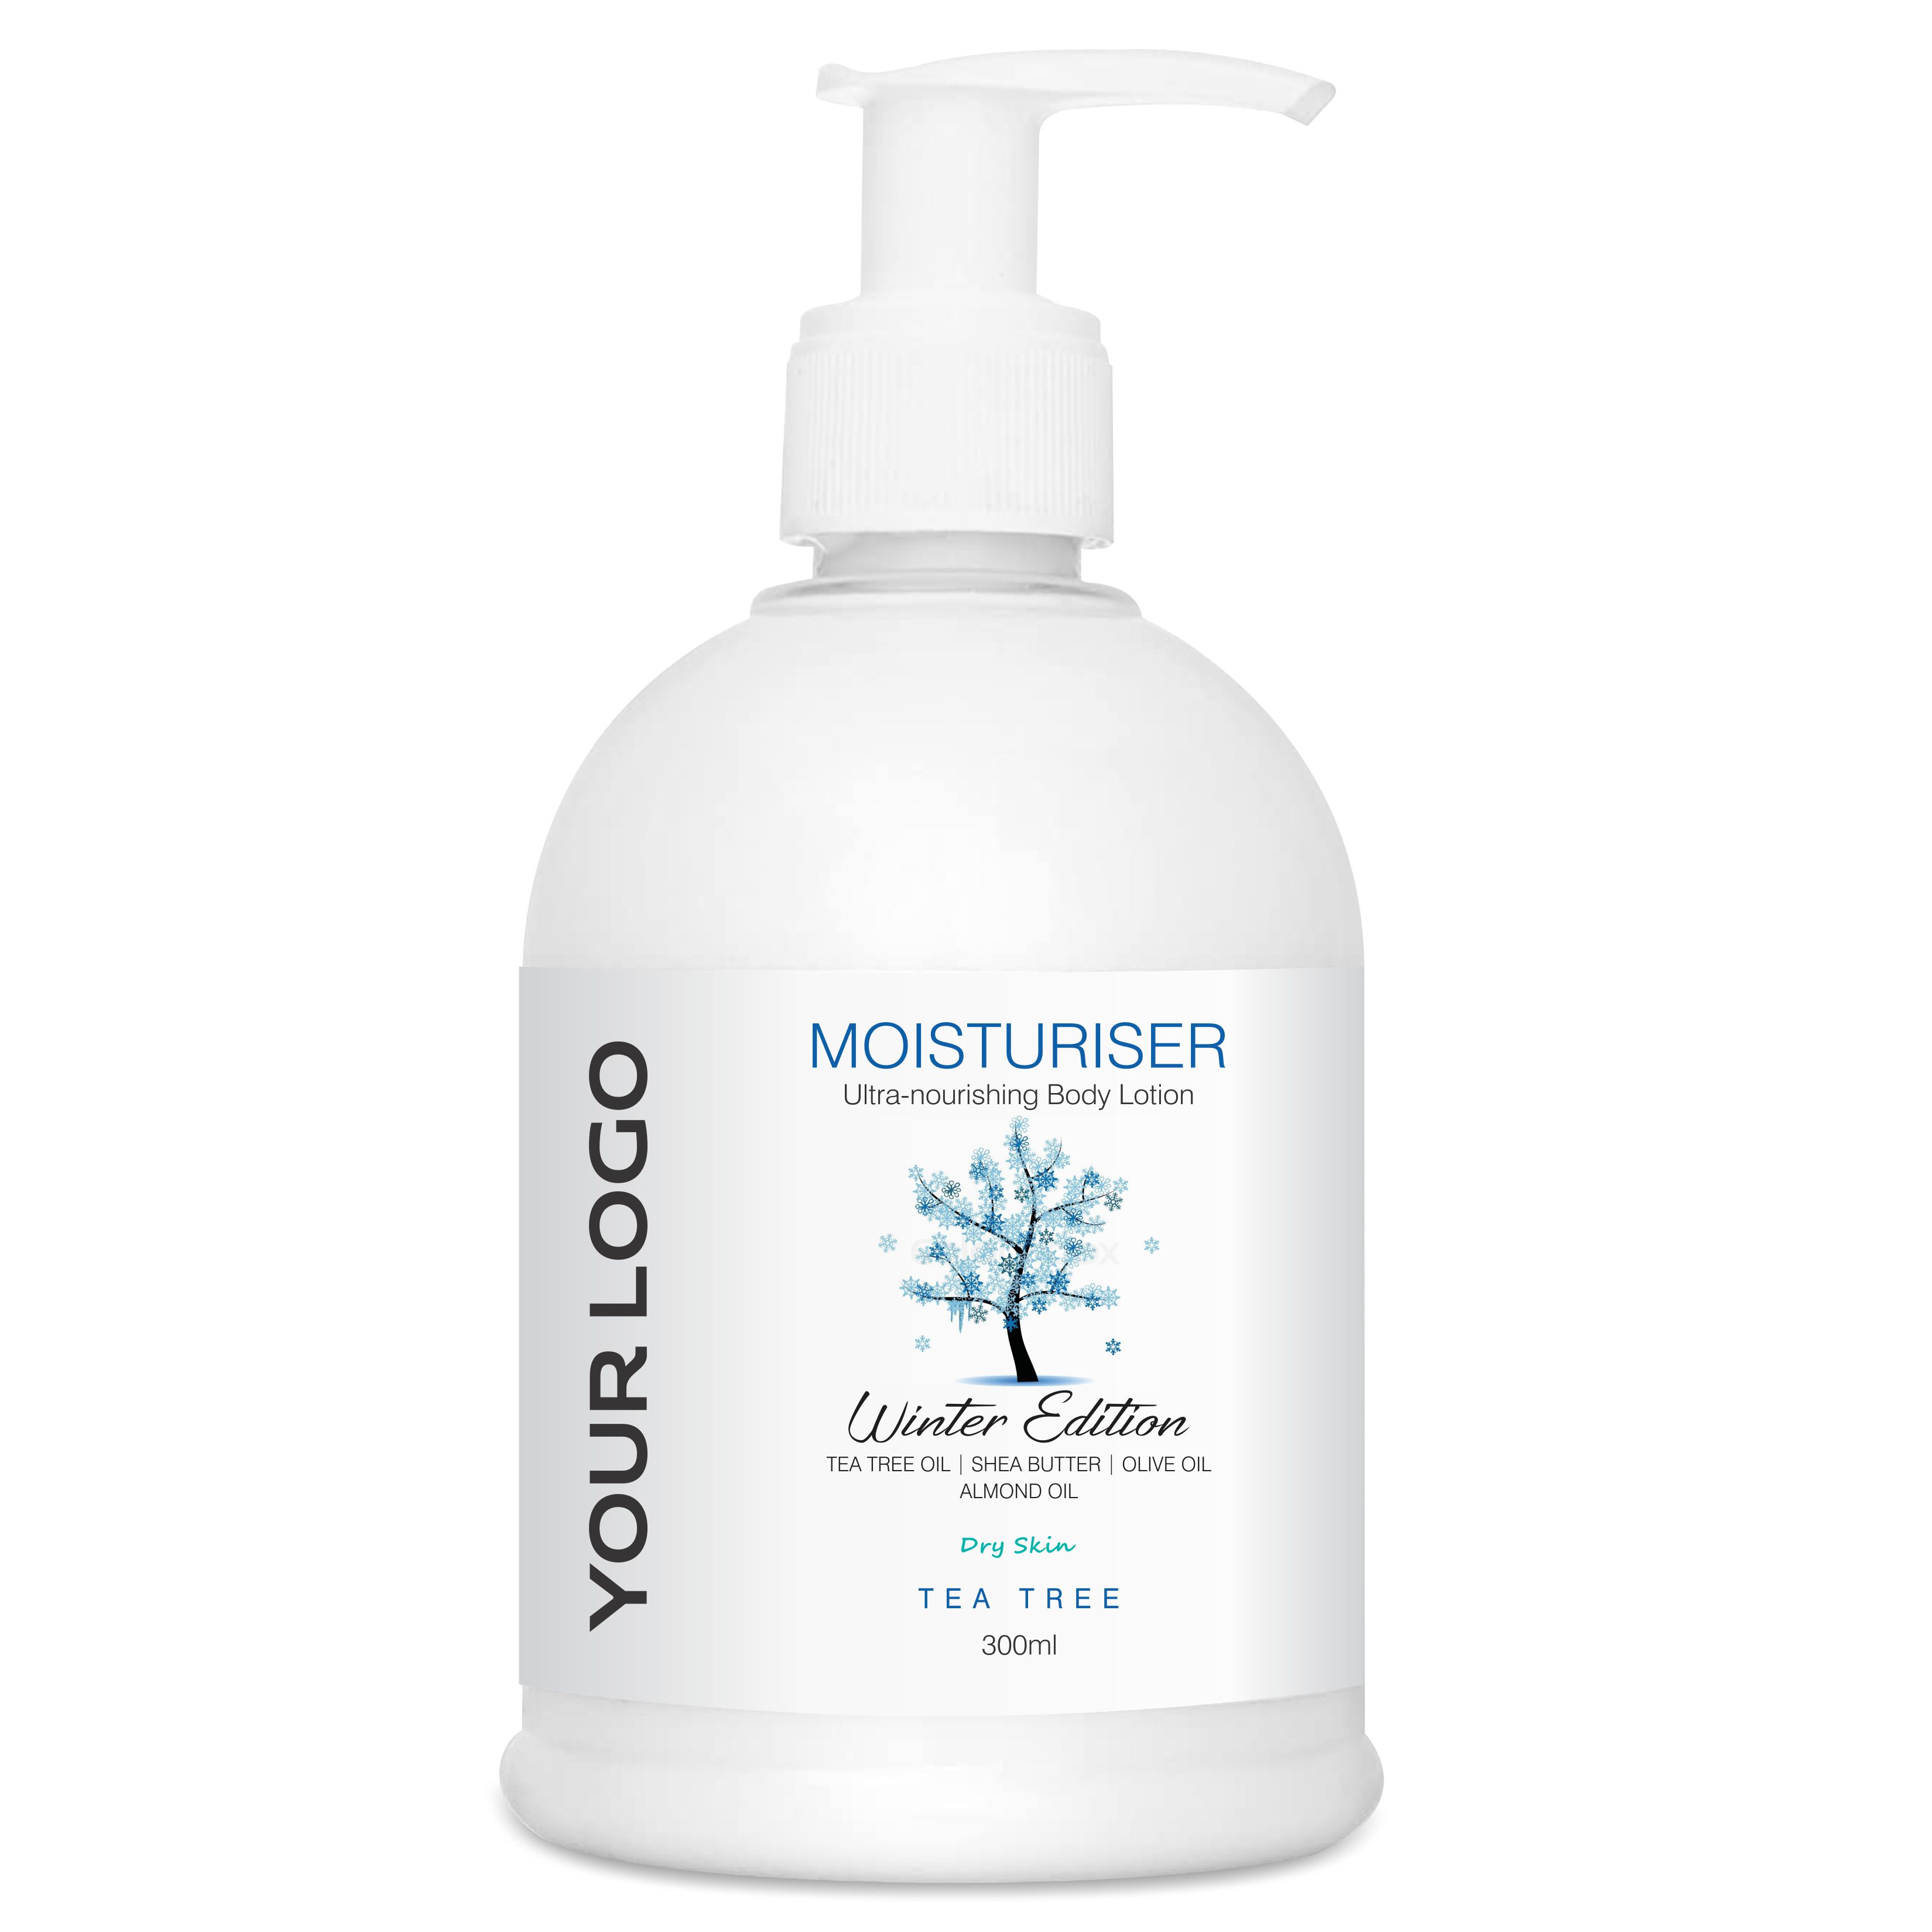 YOUR LOGO
MOISTURISER
Ultra-nourishing Body Lotion
Winter Edition
TEA TREE OIL | SHEA BUTTER | OLIVE OIL
ALMOND OIL
Dry Skin
TEA TREE
300ml